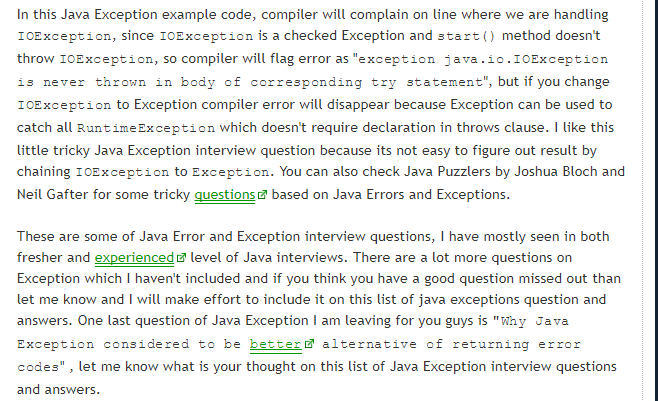 In this Java Exception example code, compiler will complain on line where we are handling
IOException, since IOException is a checked Exception and start() method doesn't
throw IOException, so compiler will flag error as "exception java.io.IOException
is never thrown in body of corresponding try statement", but if you change
IOException to Exception compiler error will disappear because Exception can be used to
catch all RuntimeException which doesn't require declaration in throws clause. I like this
little tricky Java Exception interview question because its not easy to figure out result by
chaining IOException to Exception. You can also check Java Puzzlers by Joshua Bloch and
Neil Gafter for some tricky questions based on Java Errors and Exceptions.
These are some of Java Error and Exception interview questions, I have mostly seen in both
fresher and experienced level of Java interviews. There are a lot more questions on
Exception which I haven't included and if you think you have a good question missed out than
let me know and I will make effort to include it on this list of java exceptions question and
answers. One last question of Java Exception I am leaving for you guys is "Why Java
Exception considered to be better alternative of returning error
codes" , let me know what is your thought on this list of Java Exception interview questions
and answers.